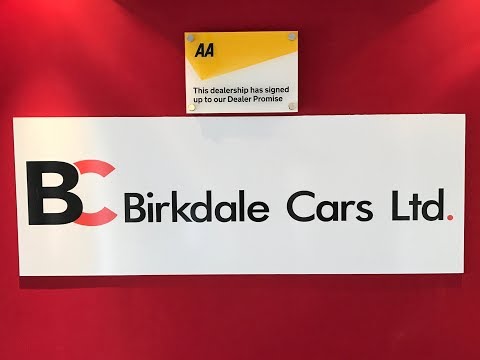 AA
This dealership has signed
up to our Dealer Promise
BC Birkdale Cars Ltd.